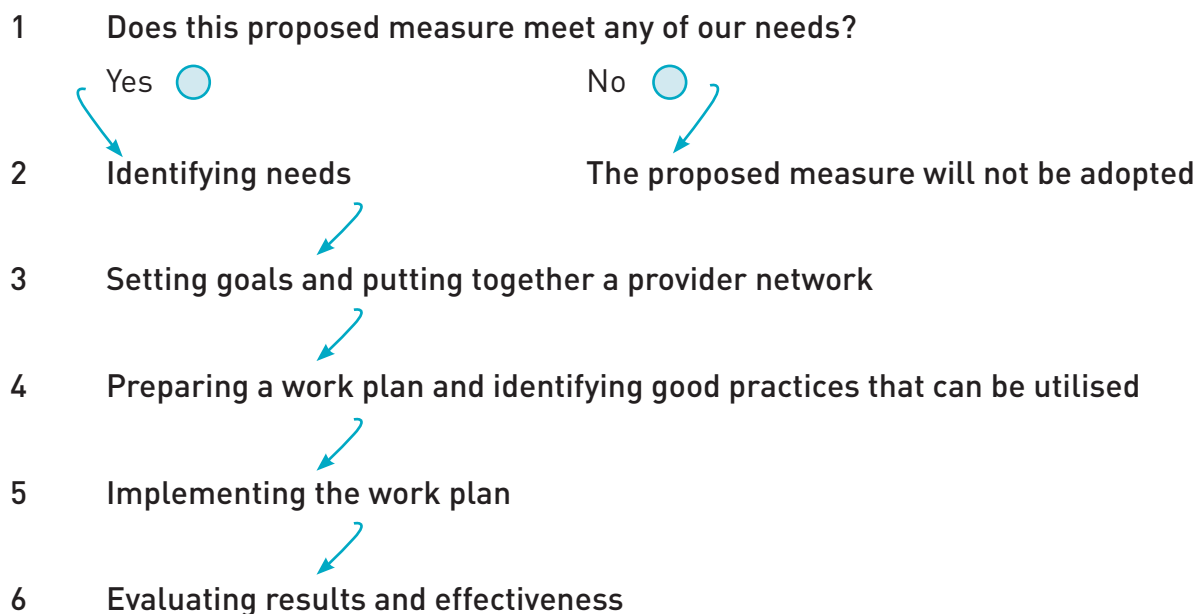 1 Does this proposed measure meet any of our needs?
Yes No
2 Identifying needs The proposed measure will not be adopted
3 Setting goals and putting together a provider network
4 Preparing a work plan and identifying good practices that can be utilised
5 Implementing the work plan
6 Evaluating results and effectiveness